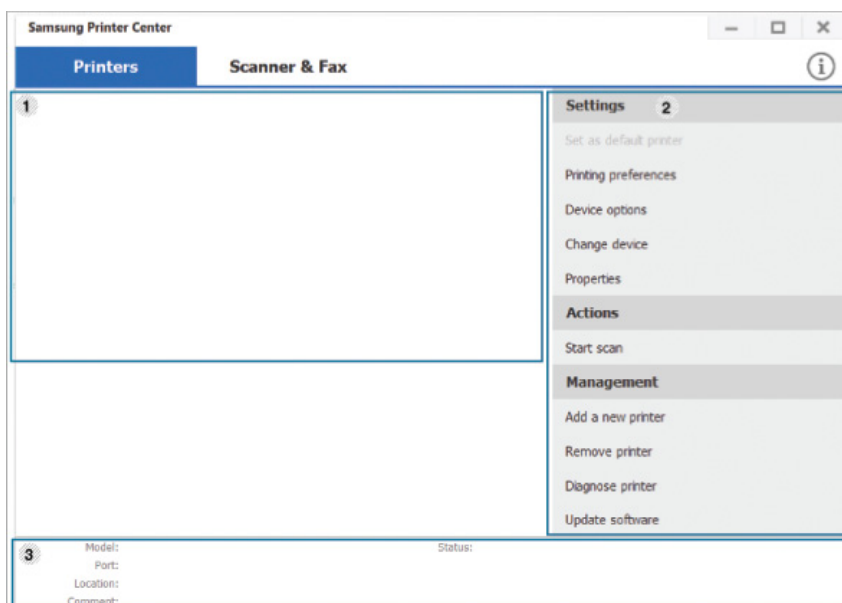 Samsung Printer Center
Printers Scanner & Fax
1
Settings 2
Set as default printer
Printing preferences
Device options
Change device
Properties
Actions
Start scan
Management
Add a new printer
Remove printer
Diagnose printer
Update software
3
Model: Status:
Port:
Location:
Comment: